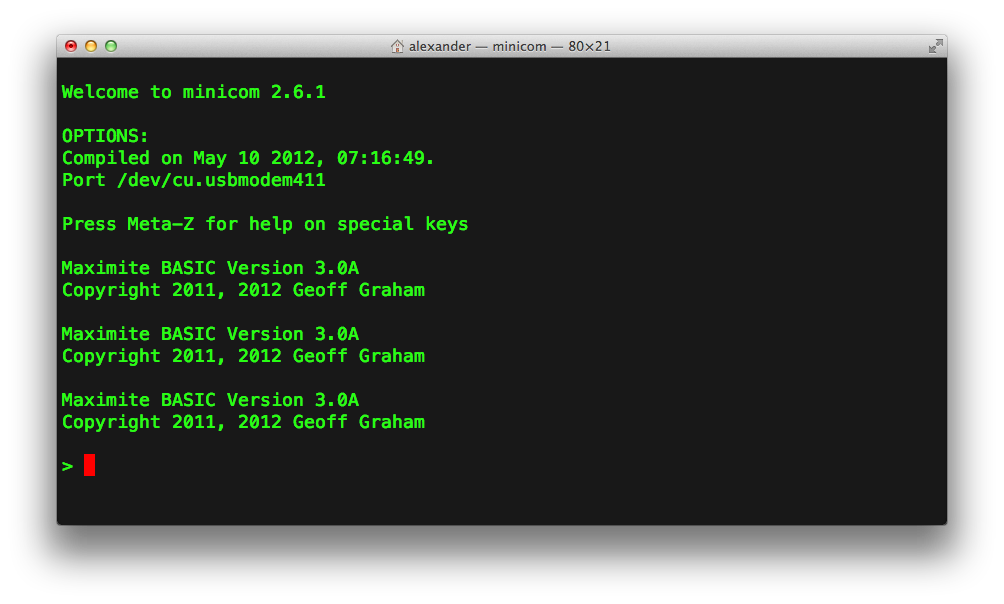 alexander — minicom — 80×21
Welcome to minicom 2.6.1
OPTIONS:
Compiled on May 10 2012, 07:16:49.
Port /dev/cu.usbmodem411
Press Meta-Z for help on special keys
Maximite BASIC Version 3.0A
Copyright 2011, 2012 Geoff Graham
Maximite BASIC Version 3.0A
Copyright 2011, 2012 Geoff Graham
Maximite BASIC Version 3.0A
Copyright 2011, 2012 Geoff Graham
>